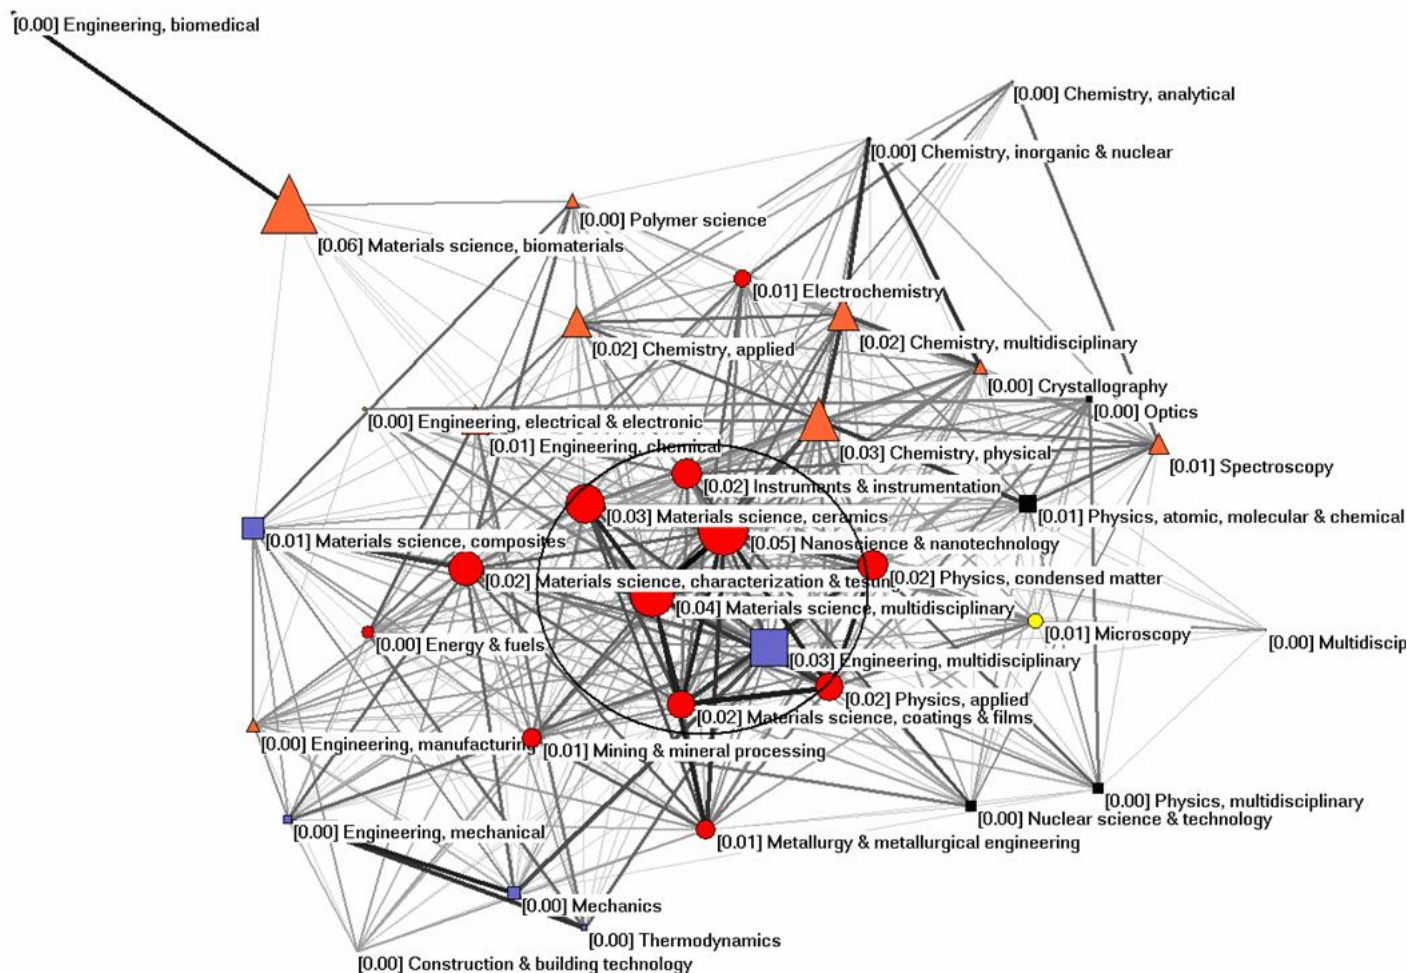 [0.00] Engineering, biomedical
[0.00] Chemistry, analytical
[0.00] Chemistry, inorganic & nuclear
[0.00] Polymer science
[0.06] Materials science, biomaterials
[0.01] Electrochemistry
[0.02] Chemistry, multidisciplinary
[0.02] Chemistry, applied
[0.00] Crystallography
[0.00] Optics
[0.00] Engineering, electrical & electronic
[0.01] Engineering, chemical
[0.03] Chemistry, physical
[0.01] Spectroscopy
[0.02] Instruments & instrumentation
[0.03] Materials science, ceramics
[0.01] Physics, atomic, molecular & chemical
[0.01] Materials science, composites
[0.05] Nanoscience & nanotechnology
[0.02] Materials science, characterization & testing
[0.02] Physics, condensed matter
[0.04] Materials science, multidisciplinary
[0.01] Microscopy
[0.00] Multidiscip
[0.00] Energy & fuels
[0.03] Engineering, multidisciplinary
[0.02] Physics, applied
[0.02] Materials science, coatings & films
[0.00] Engineering, manufacturing
[0.01] Mining & mineral processing
[0.00] Physics, multidisciplinary
[0.00] Nuclear science & technology
[0.00] Engineering, mechanical
[0.01] Metallurgy & metallurgical engineering
[0.00] Mechanics
[0.00] Thermodynamics
[0.00] Construction & building technology